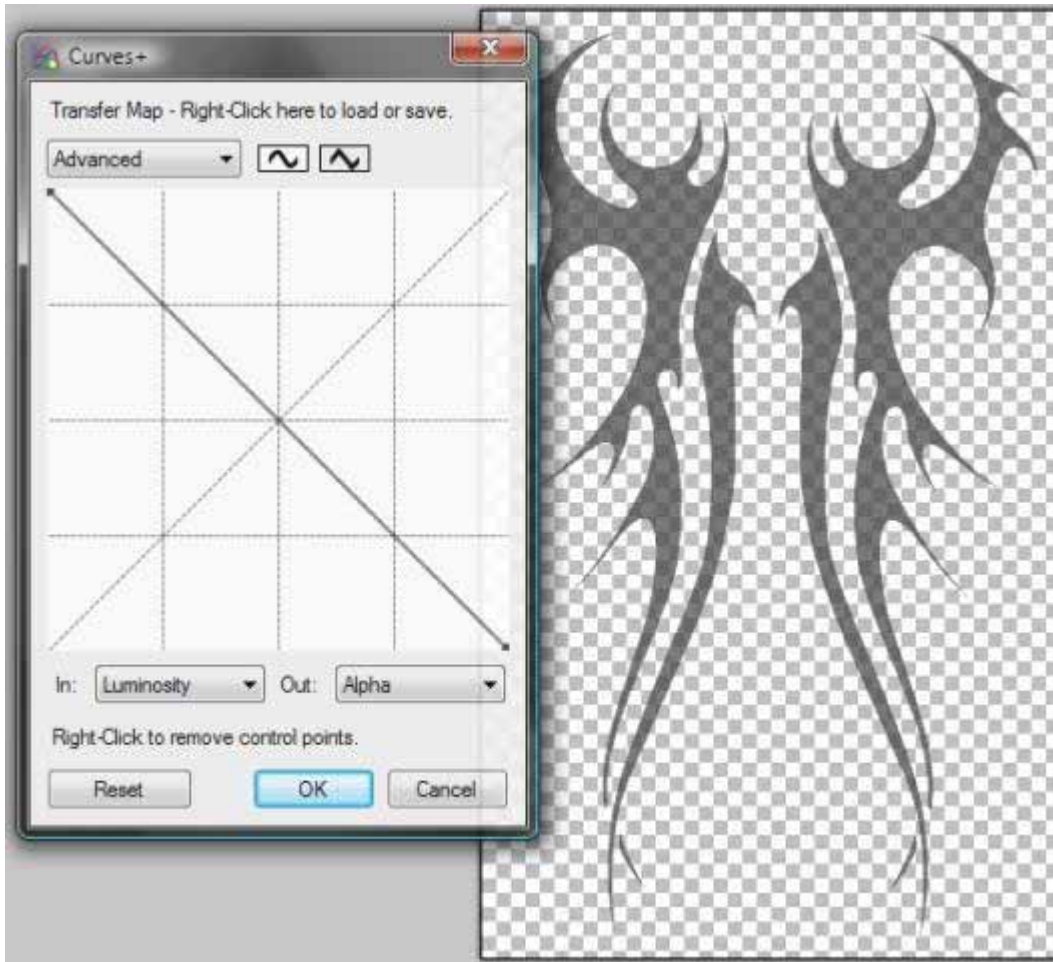 Curves+
Transfer Map - Right-Click here to load or save.
Advanced
In: Luminosity Out: Alpha
Right-Click to remove control points.
Reset OK Cancel